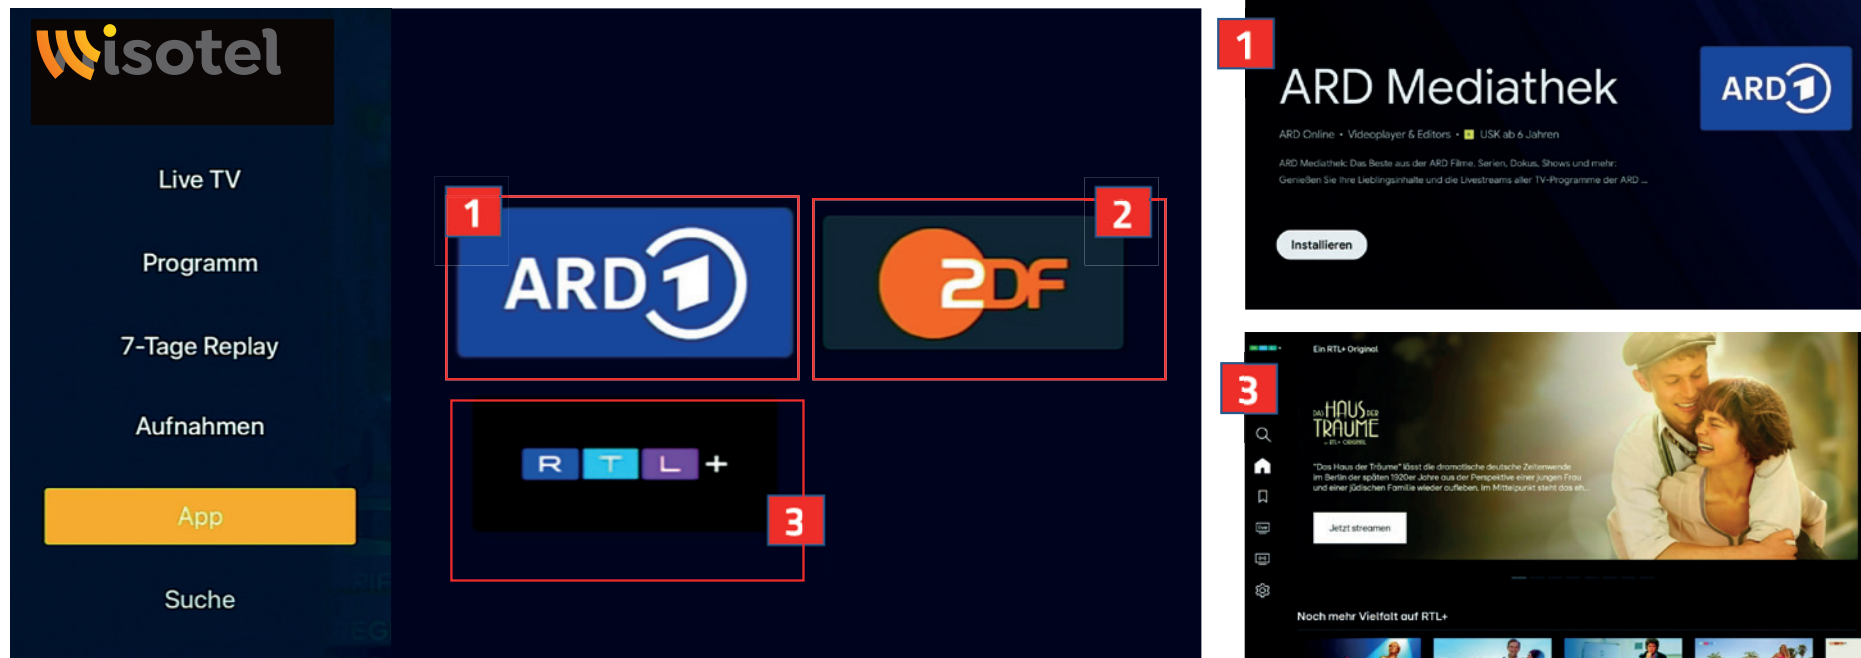 wisotel
Live TV
Programm
7-Tage Replay
Aufnahmen
App
Suche
1
ARD 1
2
ZDF
RTL+
3
1
ARD Mediathek
ARD 1
ARD Online • Videoplayer & Editors • USK ab 6 Jahren
ARD Mediathek: Das Beste aus der ARD Filme, Serien, Dokus, Shows und mehr:
Genießen Sie Ihre Lieblingsinhalte und die Livestreams aller TV-Programme der ARD ...
Installieren
3
Ein RTL+ Original
DAS HAUS DER
TRÄUME
RTL+ ORIGINAL
"Das Haus der Träume" lässt die dramatische deutsche Zeitenwende
im Berlin der späten 1920er Jahre aus der Perspektive einer jungen Frau
und einer jüdischen Familie wieder aufleben. Im Mittelpunkt steht das eh...
Jetzt streamen
Noch mehr Vielfalt auf RTL+